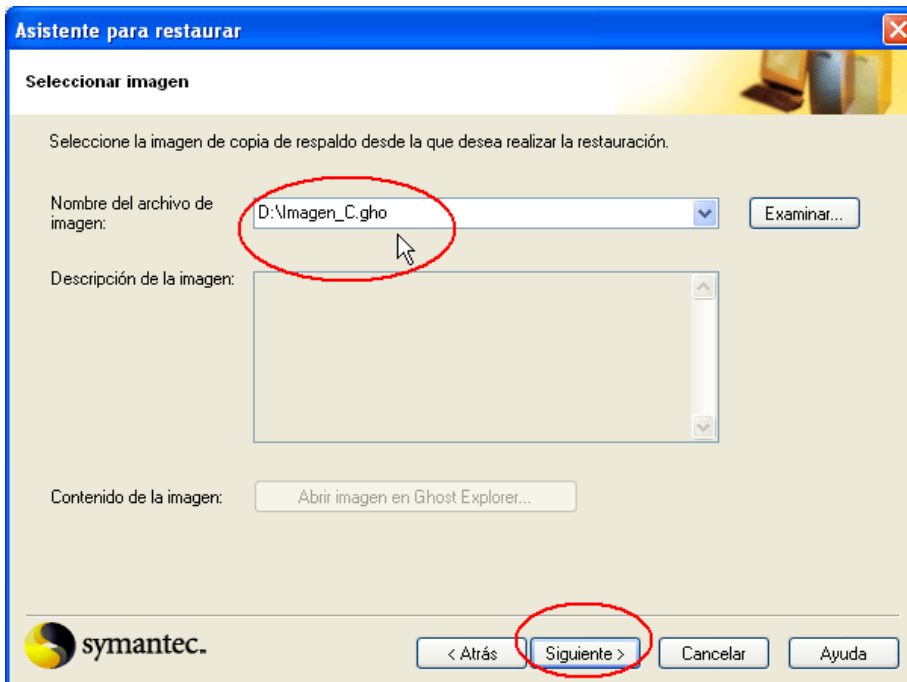 Asistente para restaurar
Seleccionar imagen
Seleccione la imagen de copia de respaldo desde la que desea realizar la restauración.
Nombre del archivo de
imagen:
D:\Imagen_C.gho
Examinar...
Descripción de la imagen:
Contenido de la imagen:
Abrir imagen en Ghost Explorer...
symantec.
< Atrás
Siguiente >
Cancelar
Ayuda